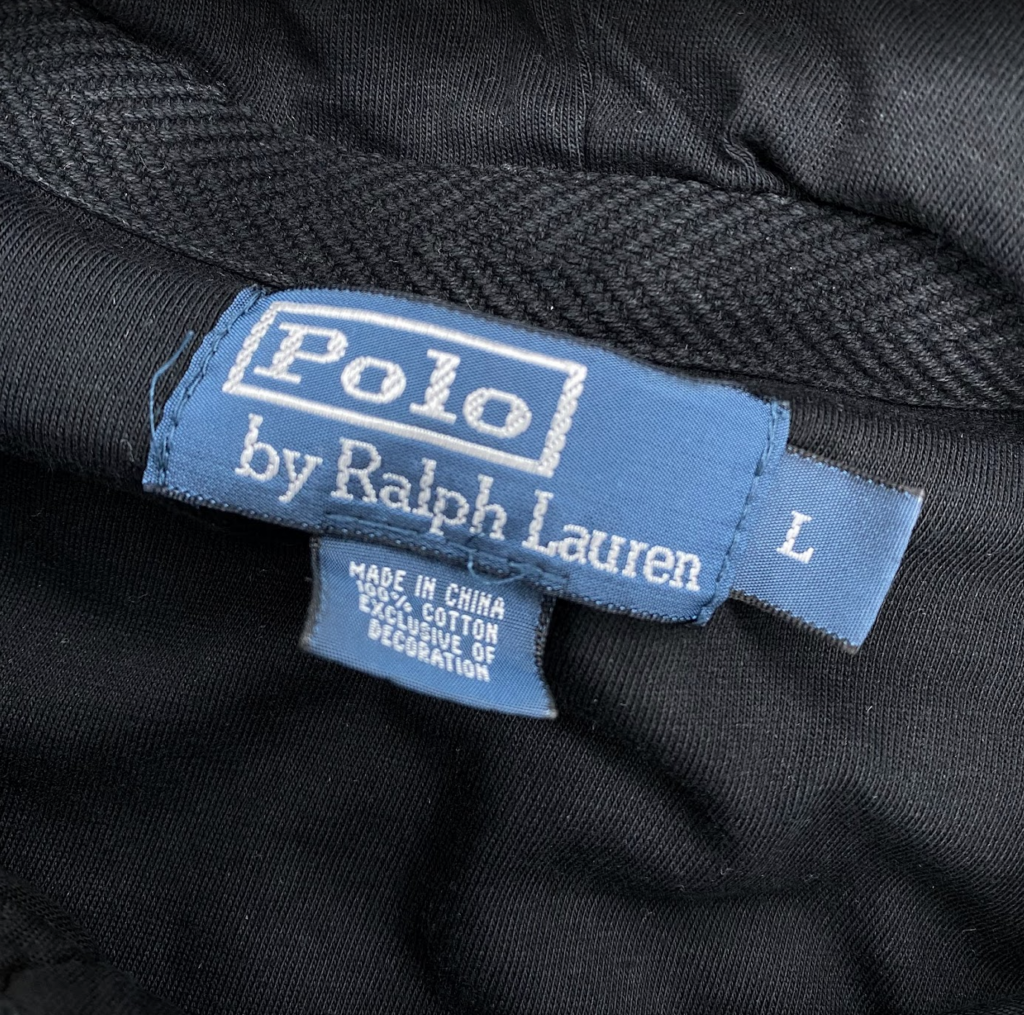 Polo
by Ralph Lauren
L
MADE IN CHINA
100% COTTON
EXCLUSIVE OF
DECORATION